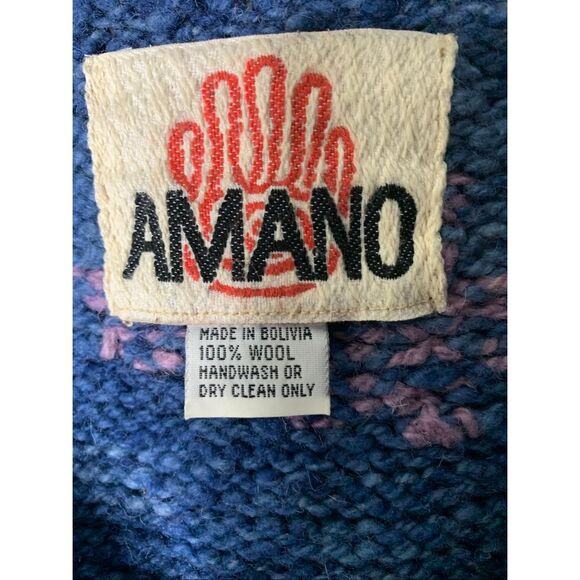 AMANO
MADE IN BOLIVIA
100% WOOL
HANDWASH OR
DRY CLEAN ONLY